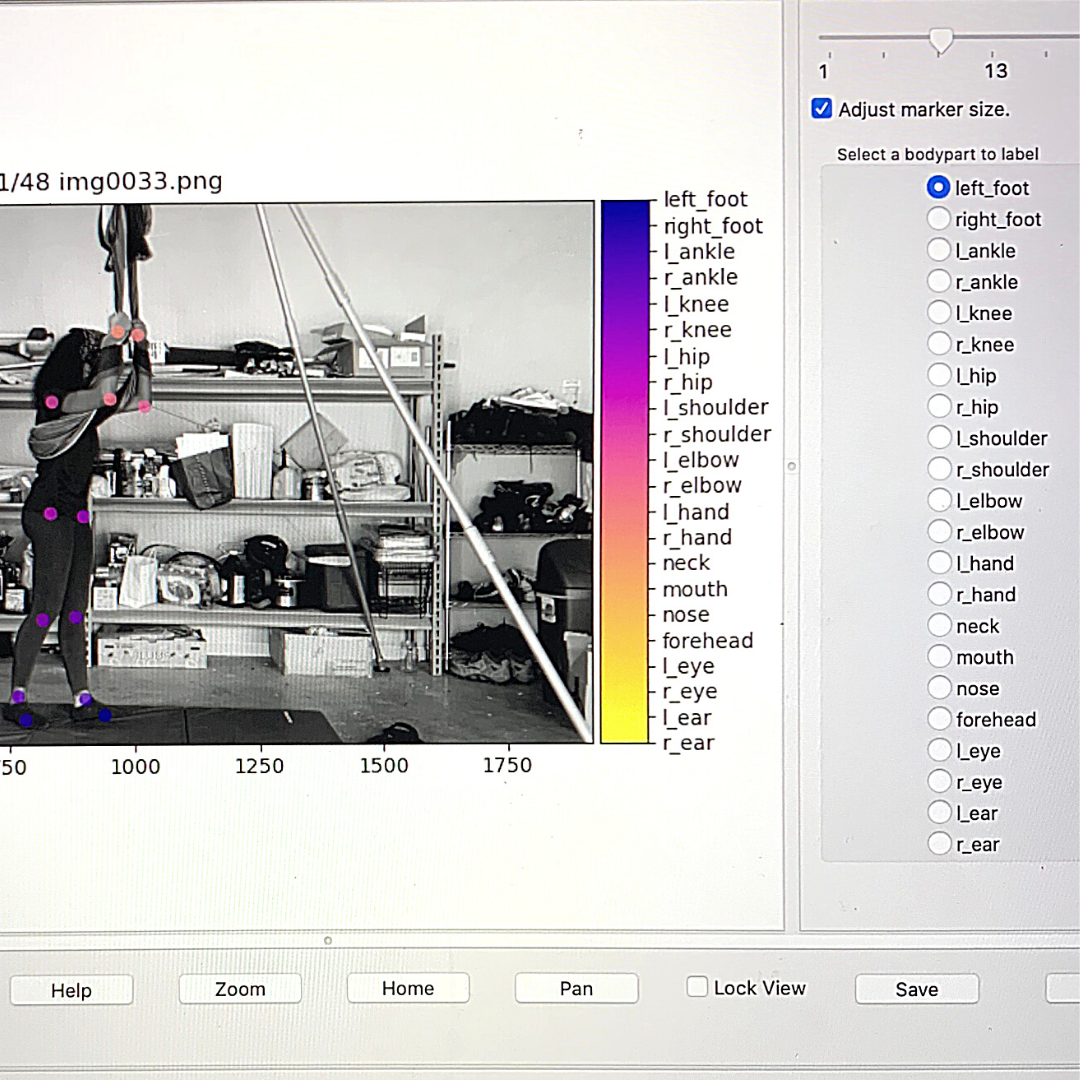 1
13
Adjust marker size.
Select a bodypart to label
left_foot
right_foot
l_ankle
r_ankle
l_knee
r_knee
l_hip
r_hip
l_shoulder
r_shoulder
l_elbow
r_elbow
l_hand
r_hand
neck
mouth
nose
forehead
l_eye
r_eye
l_ear
r_ear
1/48 img0033.png
left_foot
right_foot
l_ankle
r_ankle
l_knee
r_knee
l_hip
r_hip
l_shoulder
r_shoulder
l_elbow
r_elbow
l_hand
r_hand
neck
mouth
nose
forehead
l_eye
r_eye
l_ear
r_ear
50 1000 1250 1500 1750
Help Zoom Home Pan Lock View Save